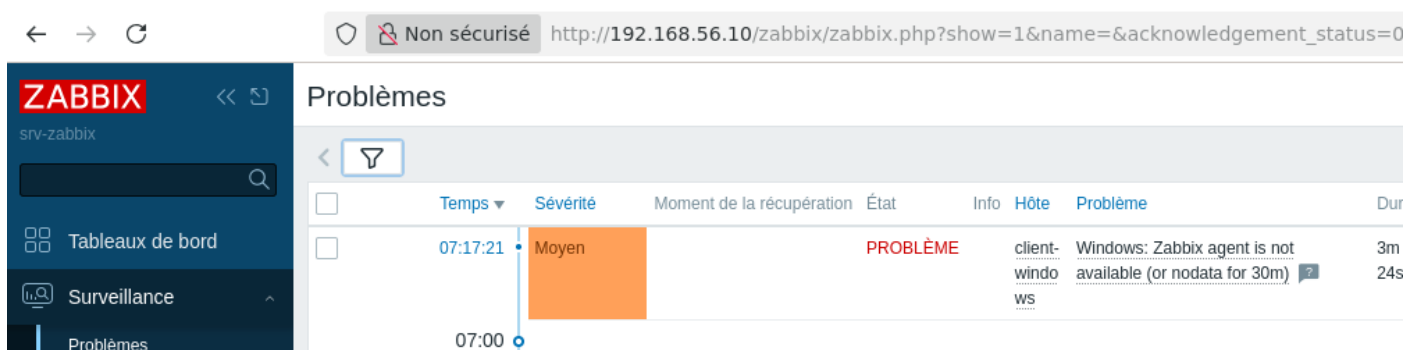 Non sécurisé http://192.168.56.10/zabbix/zabbix.php?show=1&name=&acknowledgement_status=0
ZABBIX
srv-zabbix
Tableaux de bord
Surveillance
Problèmes
Problèmes
Temps Sévérité Moment de la récupération État Info Hôte Problème Dur
07:17:21 Moyen PROBLÈME client- Windows: Zabbix agent is not 3m
windo available (or nodata for 30m) ? 24s
ws
07:00